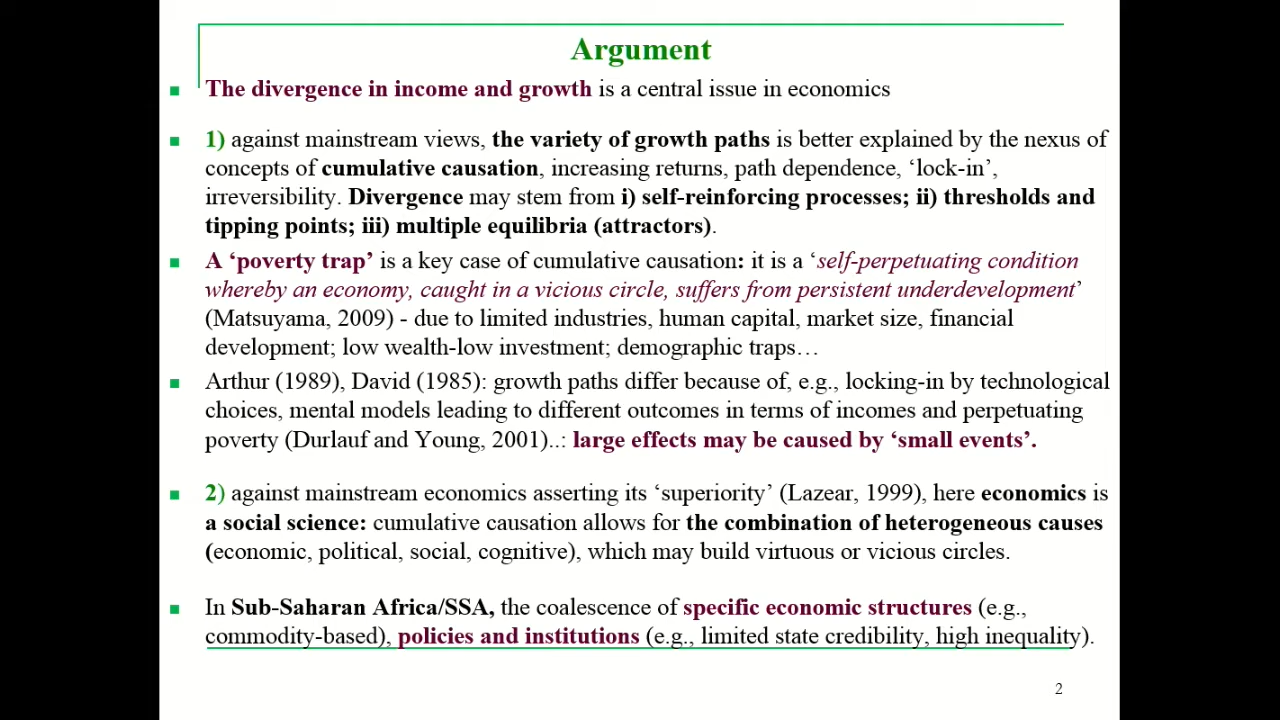 Argument
The divergence in income and growth is a central issue in economics
1) against mainstream views, the variety of growth paths is better explained by the nexus of
concepts of cumulative causation, increasing returns, path dependence, ‘lock-in’,
irreversibility. Divergence may stem from i) self-reinforcing processes; ii) thresholds and
tipping points; iii) multiple equilibria (attractors).
A ‘poverty trap’ is a key case of cumulative causation: it is a ‘self-perpetuating condition
whereby an economy, caught in a vicious circle, suffers from persistent underdevelopment’
(Matsuyama, 2009) - due to limited industries, human capital, market size, financial
development; low wealth-low investment; demographic traps…
Arthur (1989), David (1985): growth paths differ because of, e.g., locking-in by technological
choices, mental models leading to different outcomes in terms of incomes and perpetuating
poverty (Durlauf and Young, 2001)..: large effects may be caused by ‘small events’.
2) against mainstream economics asserting its ‘superiority’ (Lazear, 1999), here economics is
a social science: cumulative causation allows for the combination of heterogeneous causes
(economic, political, social, cognitive), which may build virtuous or vicious circles.
In Sub-Saharan Africa/SSA, the coalescence of specific economic structures (e.g.,
commodity-based), policies and institutions (e.g., limited state credibility, high inequality).
2